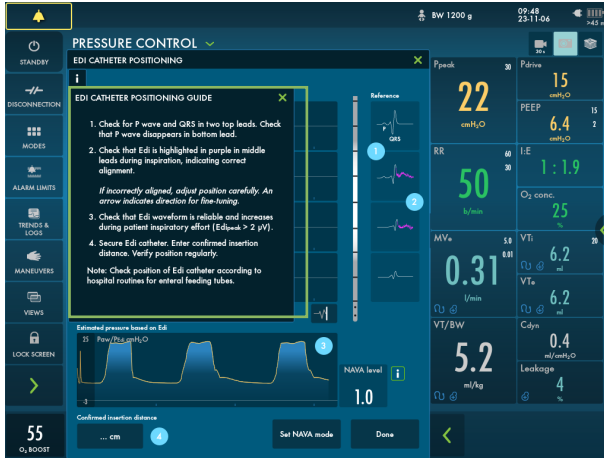 BW 1200 g
09:48
23-11-06
>45 m
STANDBY
DISCONNECTION
MODES
ALARM LIMITS
TRENDS &
LOGS
MANEUVERS
VIEWS
LOCK SCREEN
55
O₂ BOOST
PRESSURE CONTROL
30 s
EDI CATHETER POSITIONING
i
EDI CATHETER POSITIONING GUIDE
1. Check for P wave and QRS in two top leads. Check
that P wave disappears in bottom lead.
2. Check that Edi is highlighted in purple in middle
leads during inspiration, indicating correct
alignment.
If incorrectly aligned, adjust position carefully. An
arrow indicates direction for fine-tuning.
3. Check that Edi waveform is reliable and increases
during patient inspiratory effort (Edipeak > 2 µV).
4. Secure Edi catheter. Enter confirmed insertion
distance. Verify position regularly.
Note: Check position of Edi catheter according to
hospital routines for enteral feeding tubes.
Reference
P
QRS
1
2
Estimated pressure based on Edi
25
-3
3
NAVA level
i
1.0
Confirmed insertion distance
... cm
4
Set NAVA mode
Done
Ppeak
30
22
cmH₂O
Pdrive
15
cmH₂O
PEEP
15
6.4
2
cmH₂O
RR
60
30
50
b/min
I:E
1 : 1.9
O₂ conc.
25
%
MVe
5.0
0.01
0.31
l/min
VTi
20
6.2
ml
VTe
6.2
ml
VT/BW
5.2
ml/kg
Cdyn
0.4
ml/cmH₂O
Leakage
4
%